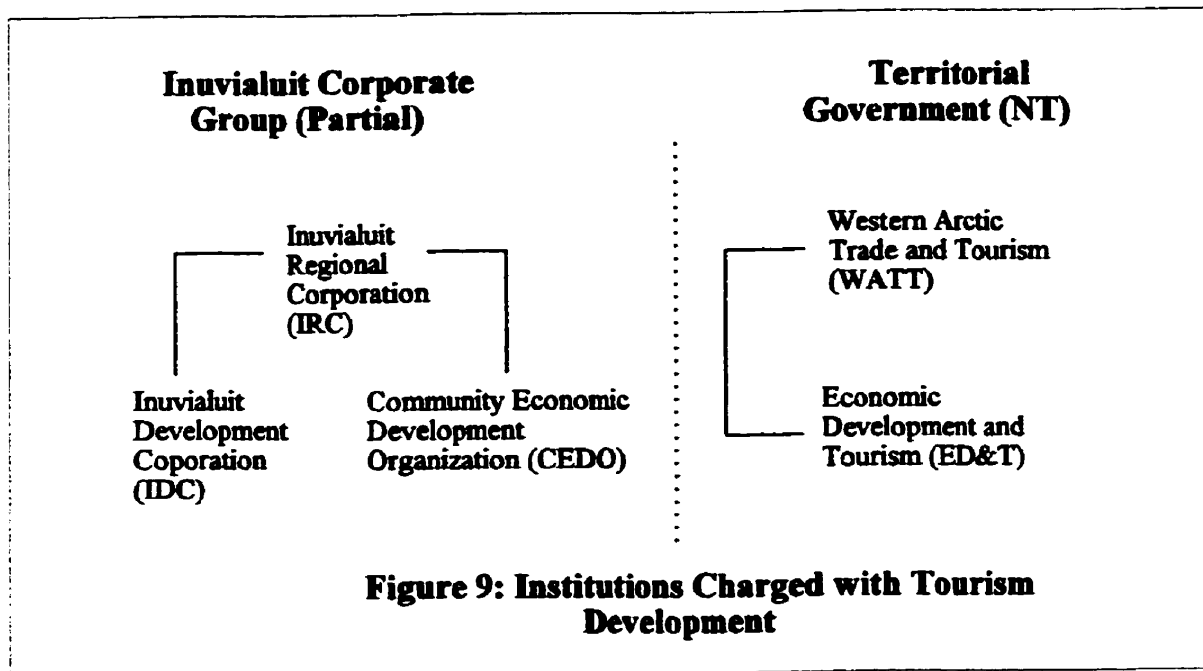 Inuvialuit Corporate
Group (Partial)
Territorial
Government (NT)
Inuvialuit
Regional
Corporation
(IRC)
Inuvialuit
Development
Coporation
(IDC)
Community Economic
Development
Organization (CEDO)
Western Arctic
Trade and Tourism
(WATT)
Economic
Development and
Tourism (ED&T)
Figure 9: Institutions Charged with Tourism
Development